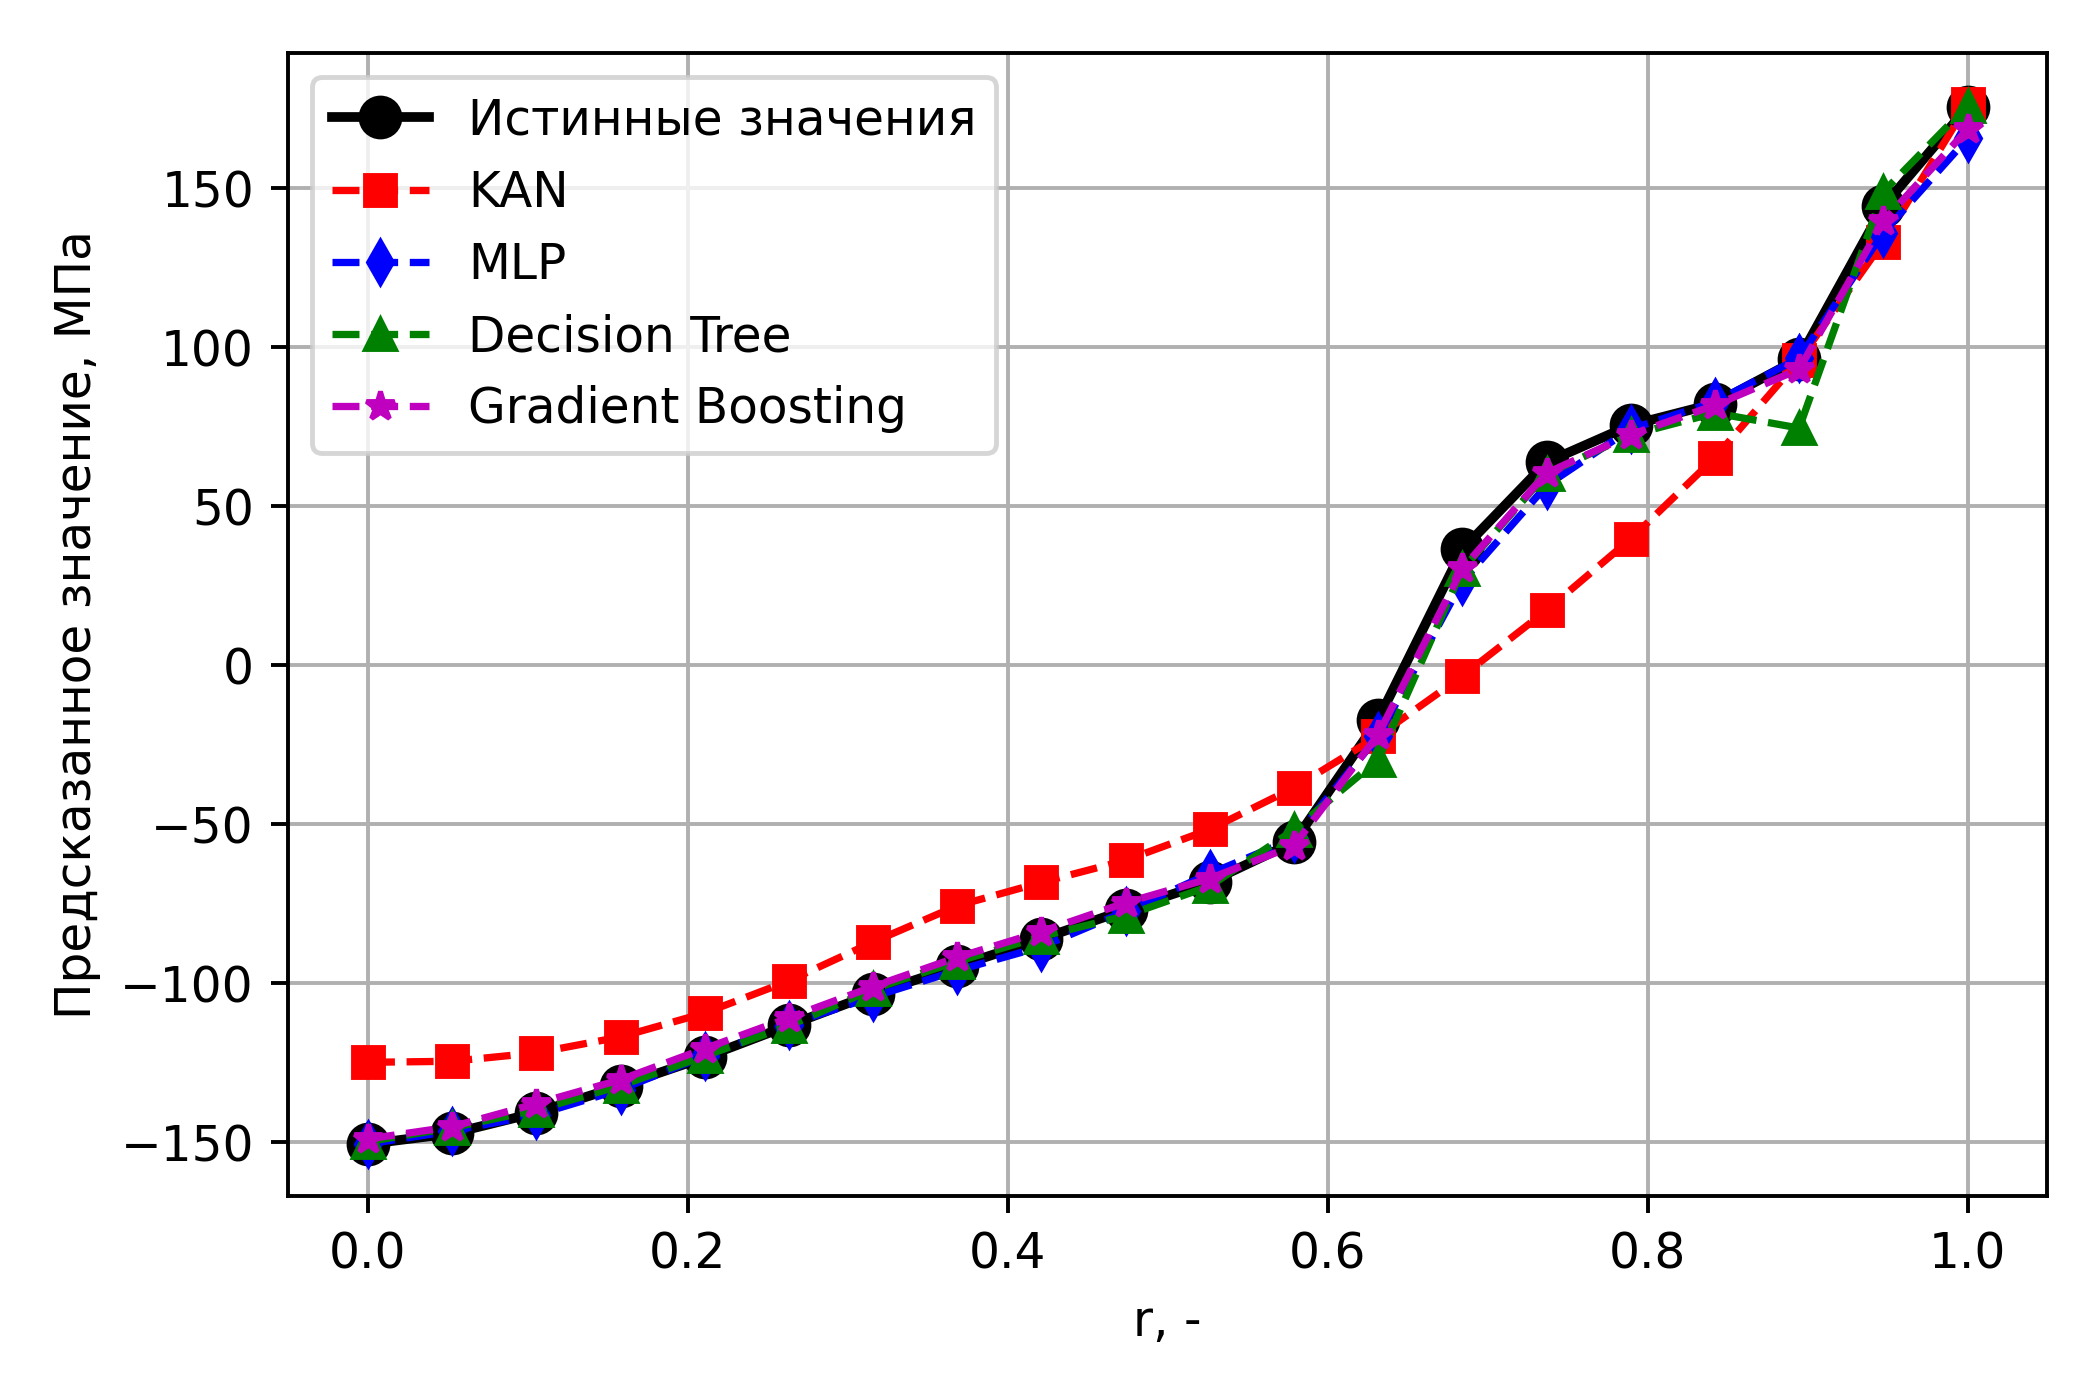 Истинные значения
KAN
MLP
Decision Tree
Gradient Boosting
Предсказанное значение, МПа
150
100
50
0
−50
−100
−150
0.0 0.2 0.4 0.6 0.8 1.0
r, -